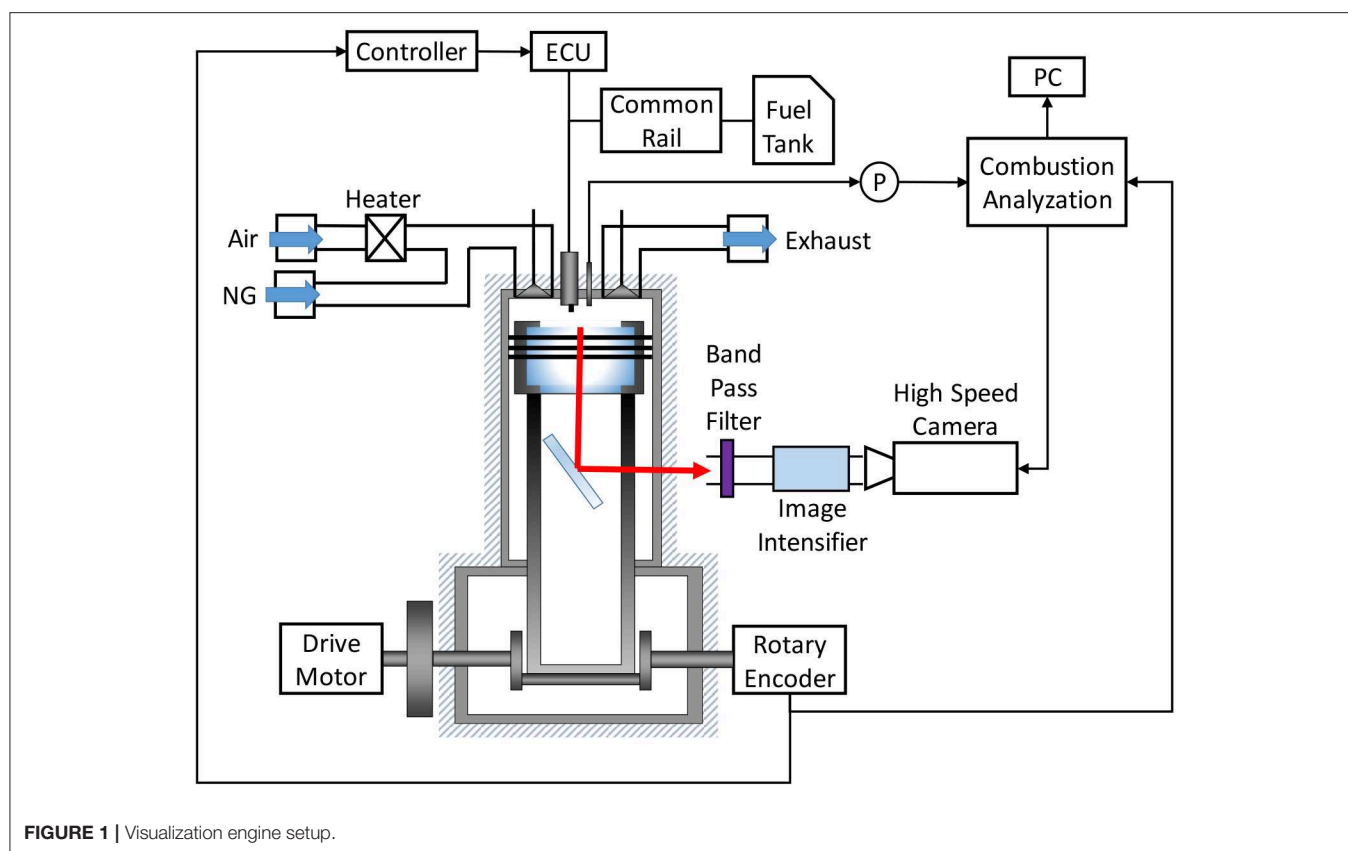 Controller
ECU
PC
Common
Rail
Fuel
Tank
P
Combustion
Analyzation
Heater
Air
NG
Exhaust
Band
Pass
Filter
High Speed
Camera
Image
Intensifier
Drive
Motor
Rotary
Encoder
FIGURE 1 | Visualization engine setup.